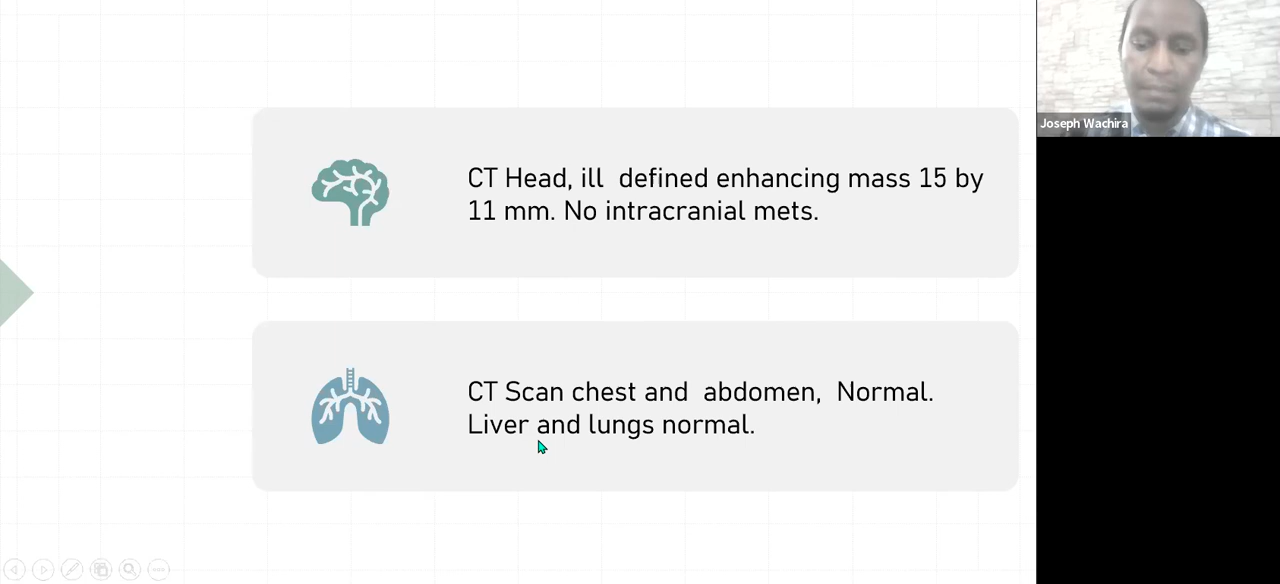 CT Head, ill  defined enhancing mass 15 by
11 mm. No intracranial mets.
CT Scan chest and  abdomen,  Normal.
Liver and lungs normal.
Joseph Wachira